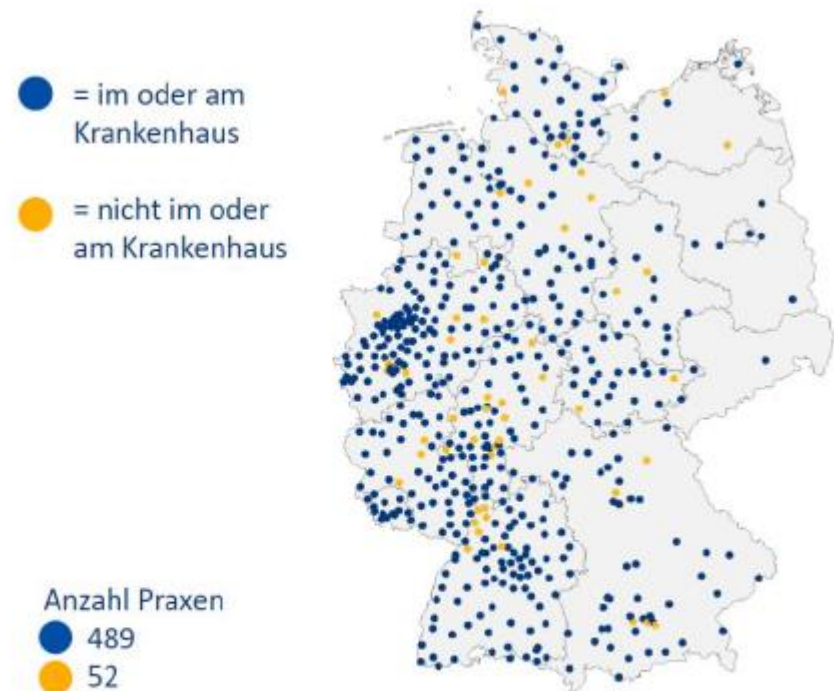 = im oder am
Krankenhaus
= nicht im oder
am Krankenhaus
Anzahl Praxen
489
52